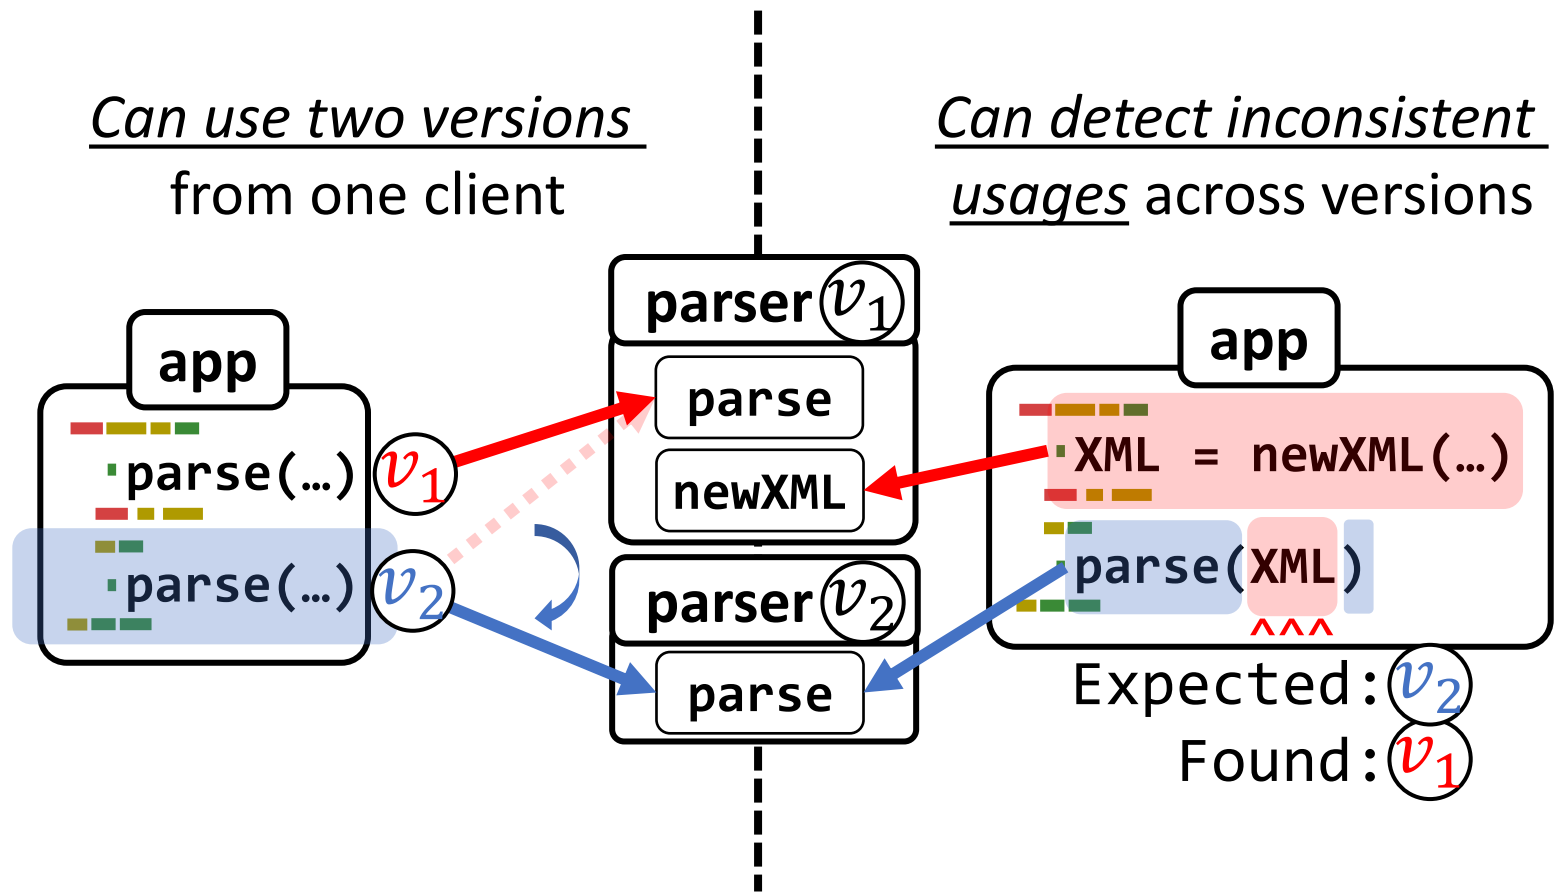 Can use two versions
from one client
Can detect inconsistent
usages across versions
app
parse(…) v1
parse(…) v2
parser v1
parse
newXML
parser v2
parse
app
XML = newXML(…)
parse(XML)
^^^
Expected: v2
Found: v1